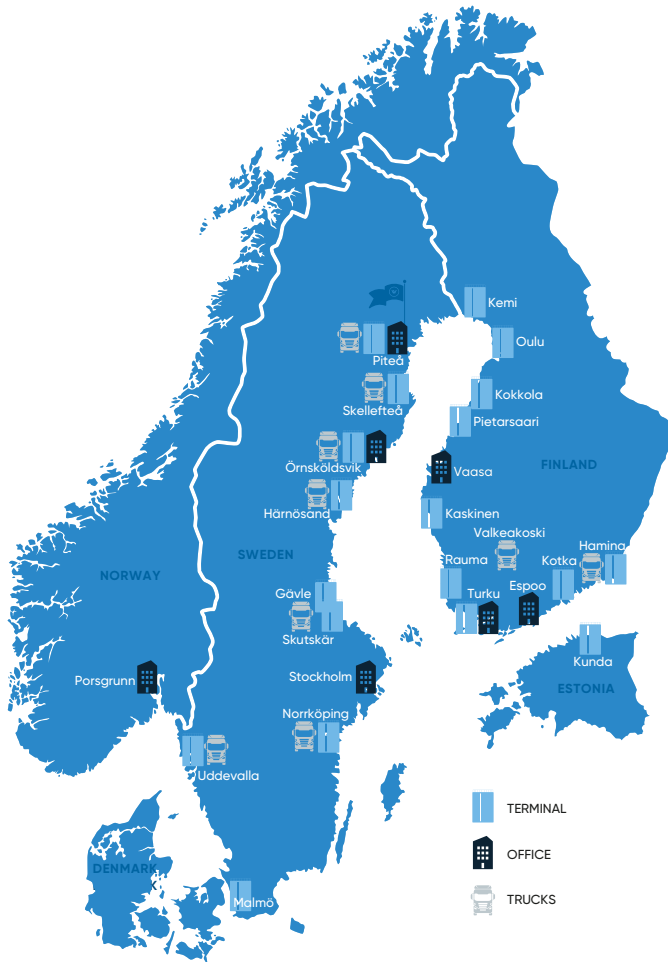 Kemi
Oulu
Piteå
Skellefteå
Kokkola
Pietarsaari
Örnsköldsvik
Vaasa
FINLAND
Härnösand
Kaskinen
Valkeakoski
SWEDEN
Rauma
Kotka
Hamina
NORWAY
Gävle
Turku
Espoo
Skutskär
Kunda
Porsgrunn
Stockholm
ESTONIA
Norrköping
Uddevalla
TERMINAL
OFFICE
DENMARK
K
Malmö
TRUCKS